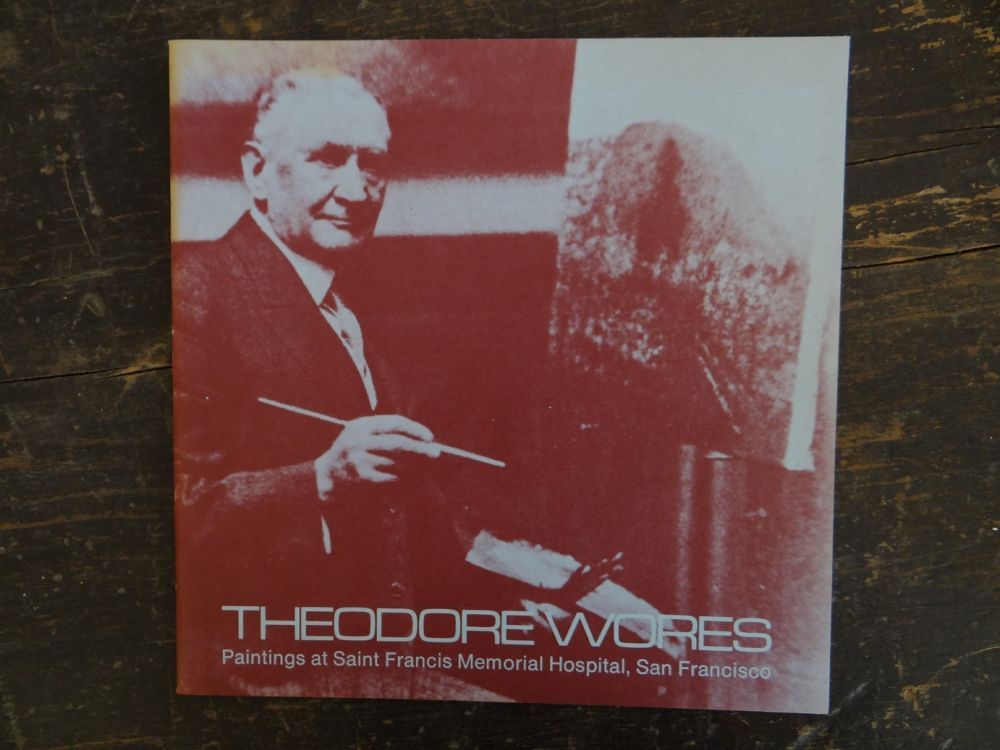 THEODORE WORES
Paintings at Saint Francis Memorial Hospital, San Francisco